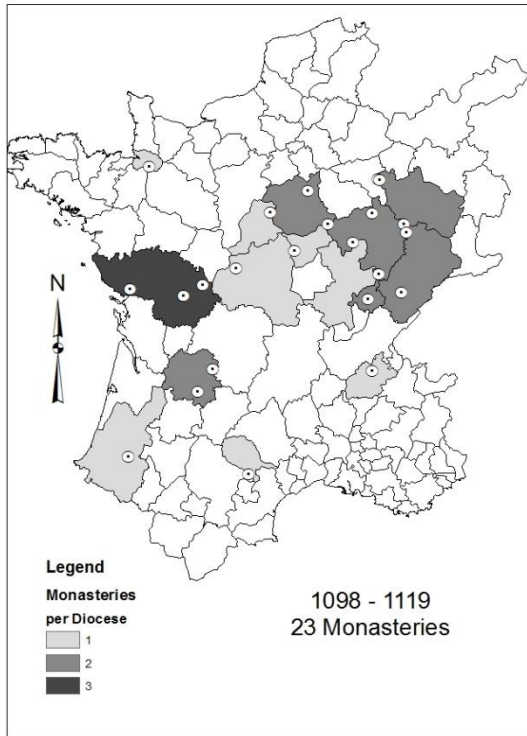 N
Legend
Monasteries
per Diocese
1
2
3
1098 - 1119
23 Monasteries